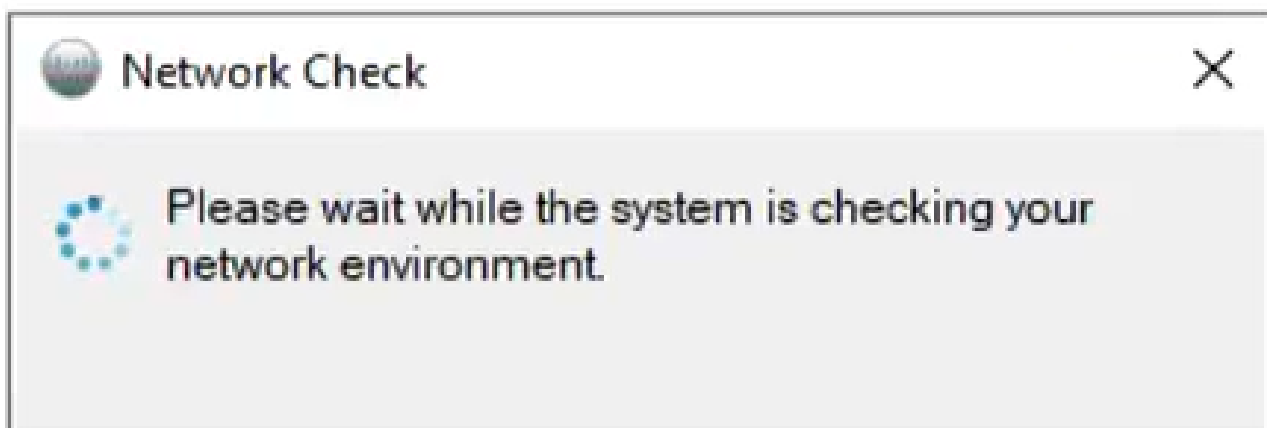 Network Check
Please wait while the system is checking your
network environment.